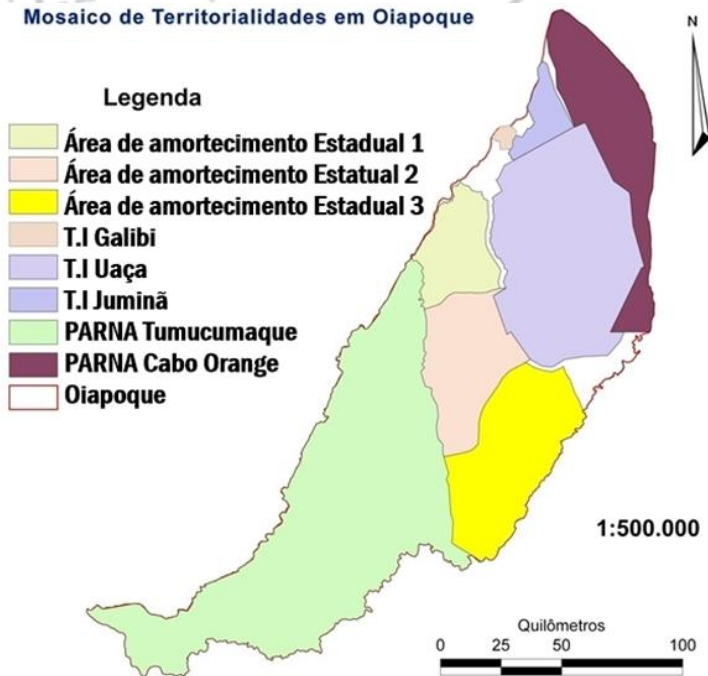 Mosaico de Territorialidades em Oiapoque
N
Legenda
Área de amortecimento Estadual 1
Área de amortecimento Estatual 2
Área de amortecimento Estadual 3
T.I Galibi
T.I Uaça
T.I Juminã
PARNA Tumucumaque
PARNA Cabo Orange
Oiapoque
1:500.000
Quilômetros
0 25 50 100